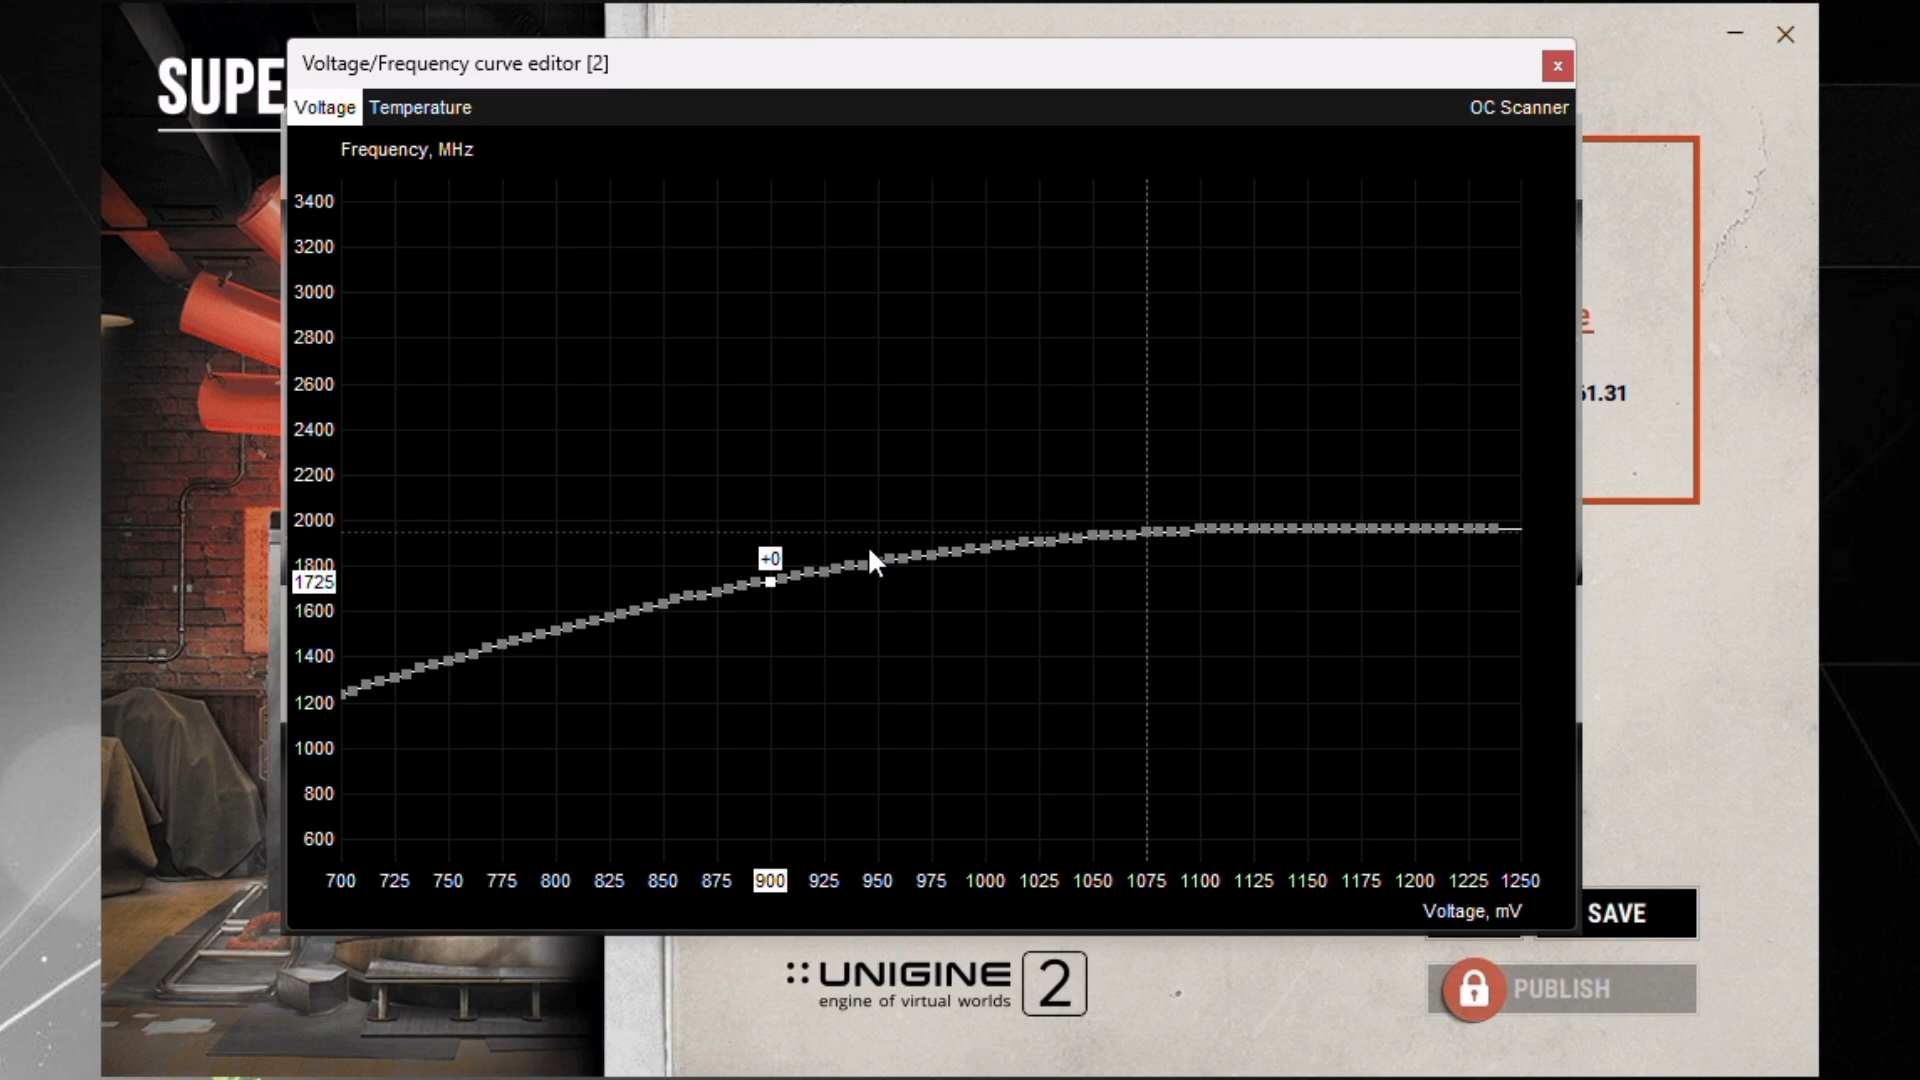 SUPE
Voltage/Frequency curve editor [2]
x
Voltage Temperature OC Scanner
Frequency, MHz
3400
3200
3000
2800
2600
2400
2200
2000
1800
1725
1600
1400
1200
1000
800
600
+0
700 725 750 775 800 825 850 875 900 925 950 975 1000 1025 1050 1075 1100 1125 1150 1175 1200 1225 1250
Voltage, mV
e
51.31
SAVE
PUBLISH
UNIGINE 2
engine of virtual worlds